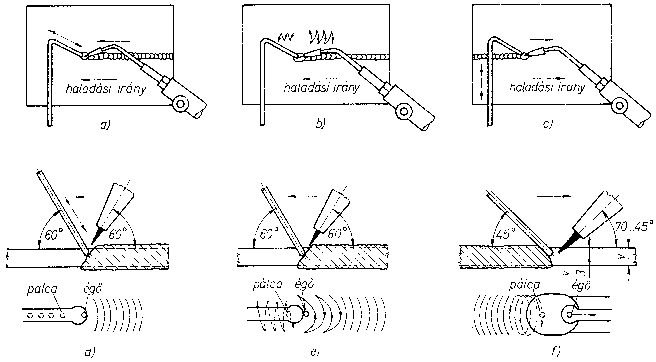 haladási irány
a)
haladási irány
b)
haladási irány
c)
60°
60°
60°
60°
45°
70..45°
pálca égő
pálca égő
pálca
égő
d)
e)
f)